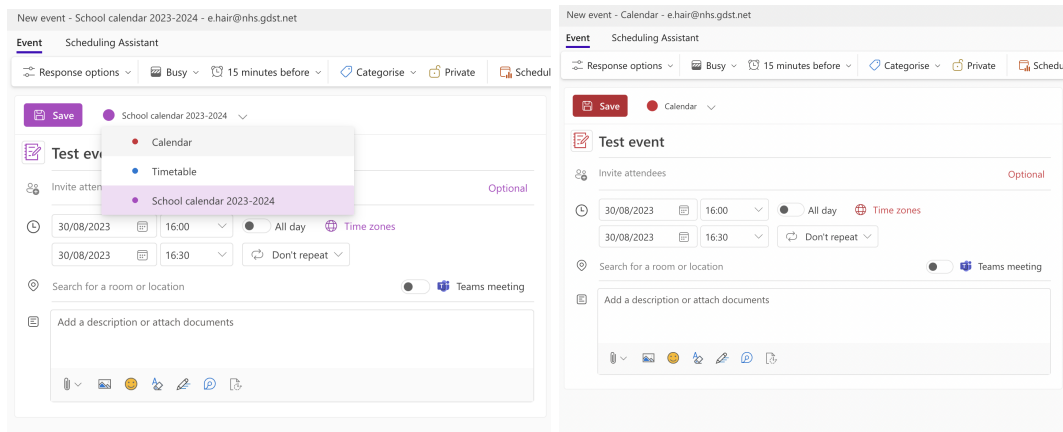 New event - School calendar 2023-2024 - e.hair@nhs.gdst.net
Event Scheduling Assistant
Response options Busy 15 minutes before Categorise Private Schedul
Save School calendar 2023-2024
Calendar
Test eve
Timetable
Invite atten Optional
School calendar 2023-2024
30/08/2023 16:00 All day Time zones
30/08/2023 16:30 Don't repeat
Search for a room or location Teams meeting
Add a description or attach documents
New event - Calendar - e.hair@nhs.gdst.net
Event Scheduling Assistant
Response options Busy 15 minutes before Categorise Private Schedu
Save Calendar
Test event
Invite attendees Optional
30/08/2023 16:00 All day Time zones
30/08/2023 16:30 Don't repeat
Search for a room or location Teams meeting
Add a description or attach documents